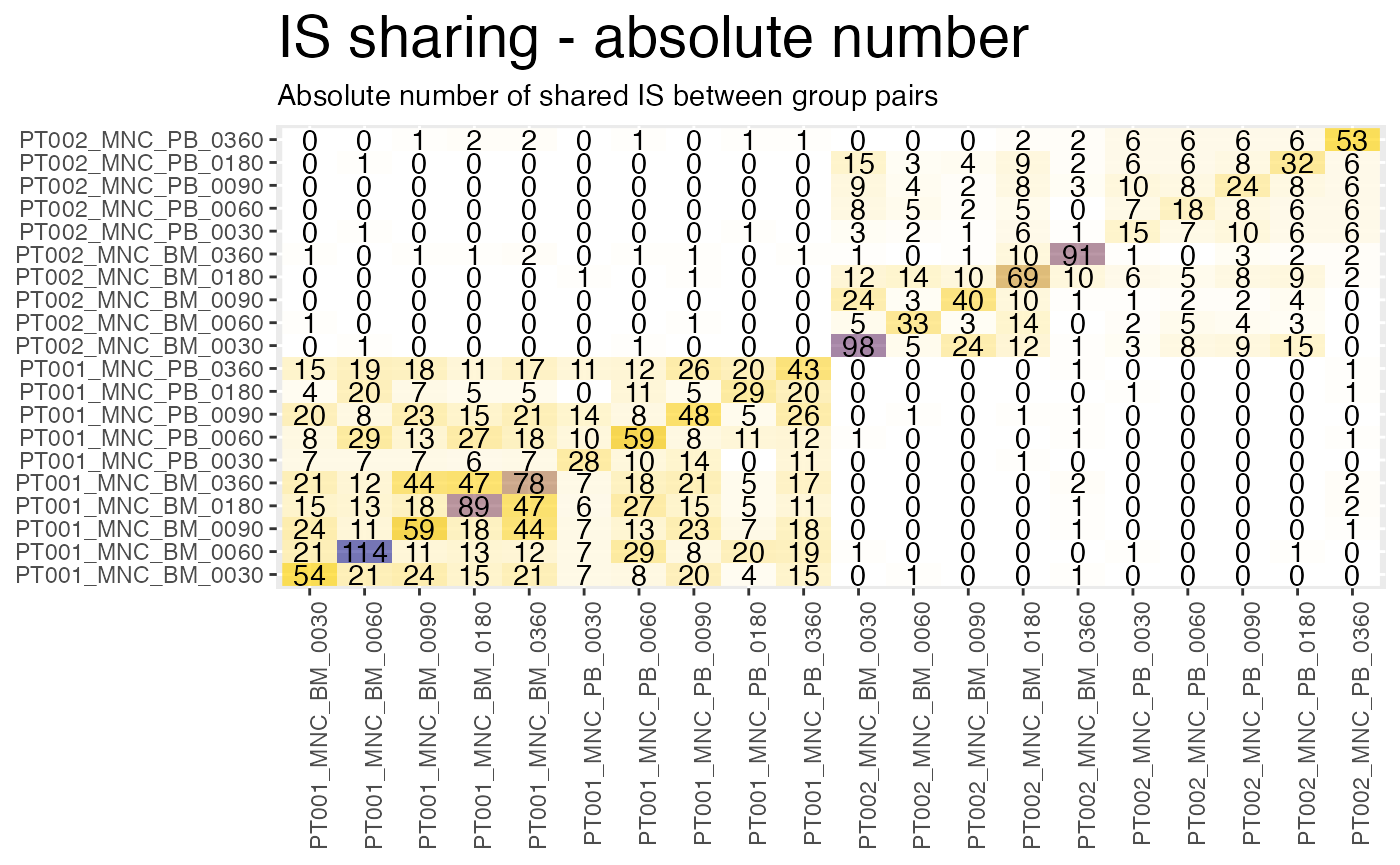 IS sharing - absolute number
Absolute number of shared IS between group pairs
PT002_MNC_PB_0360 0 0 1 2 2 0 1 0 1 1 0 0 0 2 2 6 6 6 6 53
PT002_MNC_PB_0180 0 1 0 0 0 0 0 0 0 0 15 3 4 9 2 6 6 8 32 6
PT002_MNC_PB_0090 0 0 0 0 0 0 0 0 0 0 9 4 2 8 3 10 8 24 8 6
PT002_MNC_PB_0060 0 0 0 0 0 0 0 0 0 0 8 5 2 5 0 7 18 8 6 6
PT002_MNC_PB_0030 0 1 0 0 0 0 0 0 1 0 3 2 1 6 1 15 7 10 6 6
PT002_MNC_BM_0360 1 0 1 1 2 0 1 1 0 1 1 0 1 10 91 1 0 3 2 2
PT002_MNC_BM_0180 0 0 0 0 0 1 0 1 0 0 12 14 10 69 10 6 5 8 9 2
PT002_MNC_BM_0090 0 0 0 0 0 0 0 0 0 0 24 3 40 10 1 1 2 2 4 0
PT002_MNC_BM_0060 1 0 0 0 0 0 0 1 0 0 5 33 3 14 0 2 5 4 3 0
PT002_MNC_BM_0030 0 1 0 0 0 0 1 0 0 0 98 5 24 12 1 3 8 9 15 0
PT001_MNC_PB_0360 15 19 18 11 17 11 12 26 20 43 0 0 0 0 1 0 0 0 0 1
PT001_MNC_PB_0180 4 20 7 5 5 0 11 5 29 20 0 0 0 0 0 1 0 0 0 1
PT001_MNC_PB_0090 20 8 23 15 21 14 8 48 5 26 0 1 0 1 1 0 0 0 0 0
PT001_MNC_PB_0060 8 29 13 27 18 10 59 8 11 12 1 0 0 0 1 0 0 0 0 1
PT001_MNC_PB_0030 7 7 7 6 7 28 10 14 0 11 0 0 0 1 0 0 0 0 0 0
PT001_MNC_BM_0360 21 12 44 47 78 7 18 21 5 17 0 0 0 0 2 0 0 0 0 2
PT001_MNC_BM_0180 15 13 18 89 47 6 27 15 5 11 0 0 0 0 1 0 0 0 0 2
PT001_MNC_BM_0090 24 11 59 18 44 7 13 23 7 18 0 0 0 0 1 0 0 0 0 1
PT001_MNC_BM_0060 21 114 11 13 12 7 29 8 20 19 1 0 0 0 0 1 0 0 1 0
PT001_MNC_BM_0030 54 21 24 15 21 7 8 20 4 15 0 1 0 0 1 0 0 0 0 0
PT001_MNC_BM_0030
PT001_MNC_BM_0060
PT001_MNC_BM_0090
PT001_MNC_BM_0180
PT001_MNC_BM_0360
PT001_MNC_PB_0030
PT001_MNC_PB_0060
PT001_MNC_PB_0090
PT001_MNC_PB_0180
PT001_MNC_PB_0360
PT002_MNC_BM_0030
PT002_MNC_BM_0060
PT002_MNC_BM_0090
PT002_MNC_BM_0180
PT002_MNC_BM_0360
PT002_MNC_PB_0030
PT002_MNC_PB_0060
PT002_MNC_PB_0090
PT002_MNC_PB_0180
PT002_MNC_PB_0360